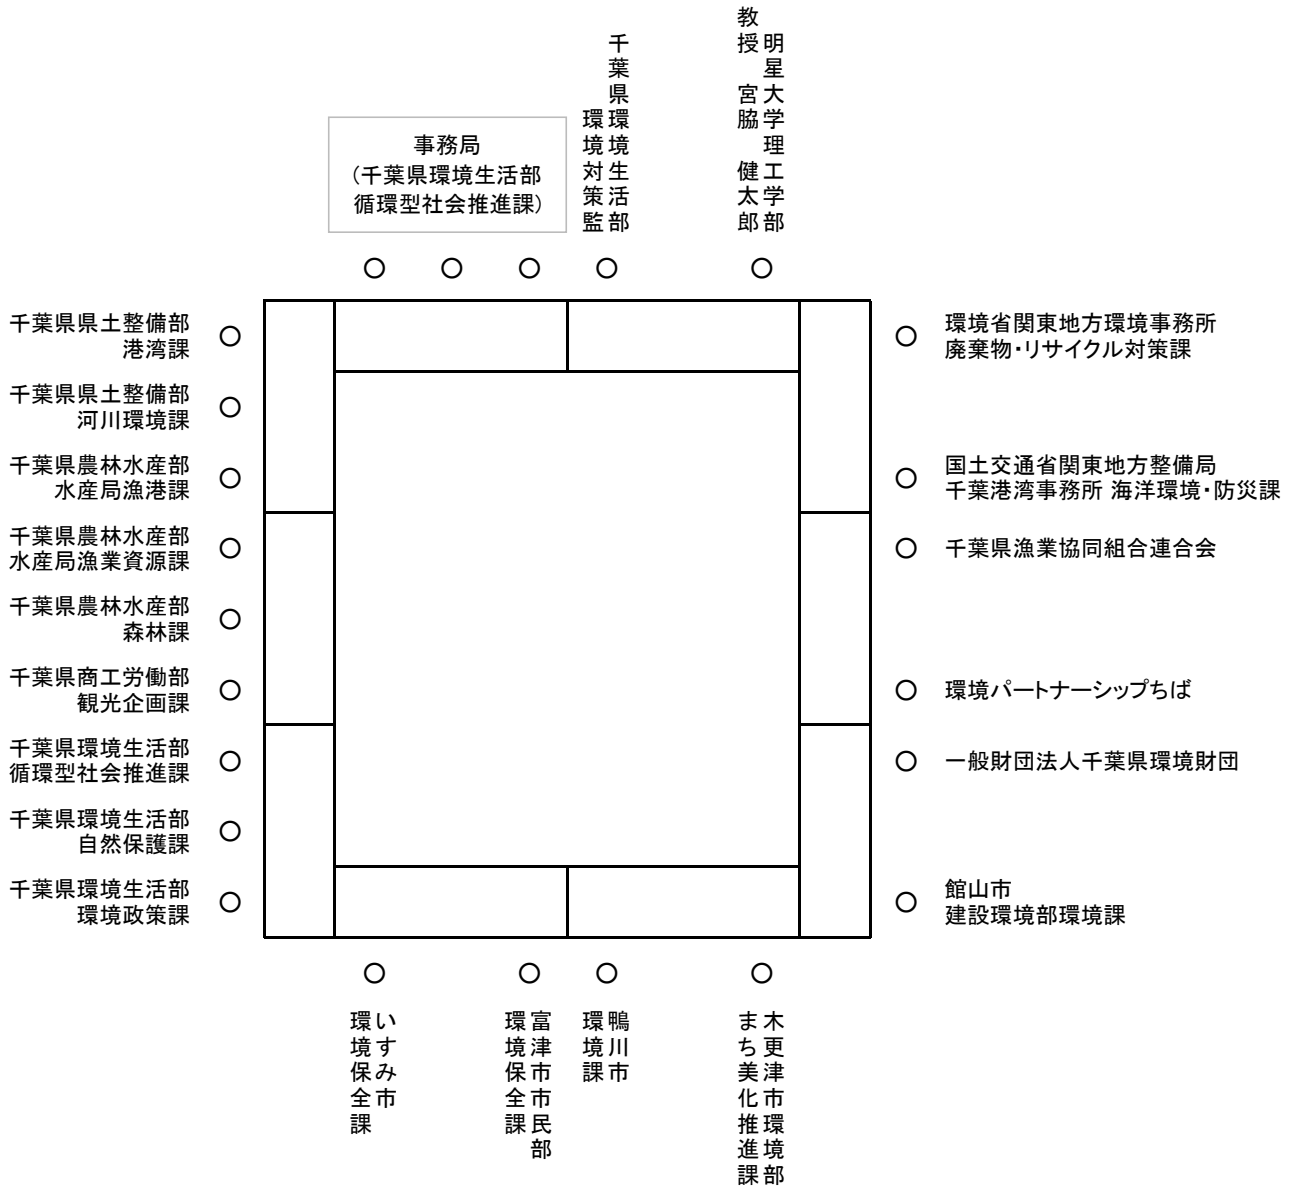 事務局
(千葉県環境生活部
循環型社会推進課)
千葉県環境生活部
環境対策監
明星大学理工学部
教授　宮脇　健太郎
千葉県県土整備部
港湾課
千葉県県土整備部
河川環境課
千葉県農林水産部
水産局漁港課
千葉県農林水産部
水産局漁業資源課
千葉県農林水産部
森林課
千葉県商工労働部
観光企画課
千葉県環境生活部
循環型社会推進課
千葉県環境生活部
自然保護課
千葉県環境生活部
環境政策課
環境省関東地方環境事務所
廃棄物・リサイクル対策課
国土交通省関東地方整備局
千葉港湾事務所 海洋環境・防災課
千葉県漁業協同組合連合会
環境パートナーシップちば
一般財団法人千葉県環境財団
館山市
建設環境部環境課
いすみ市
環境保全課
富津市市民部
環境保全課
鴨川市
環境課
木更津市環境部
まち美化推進課